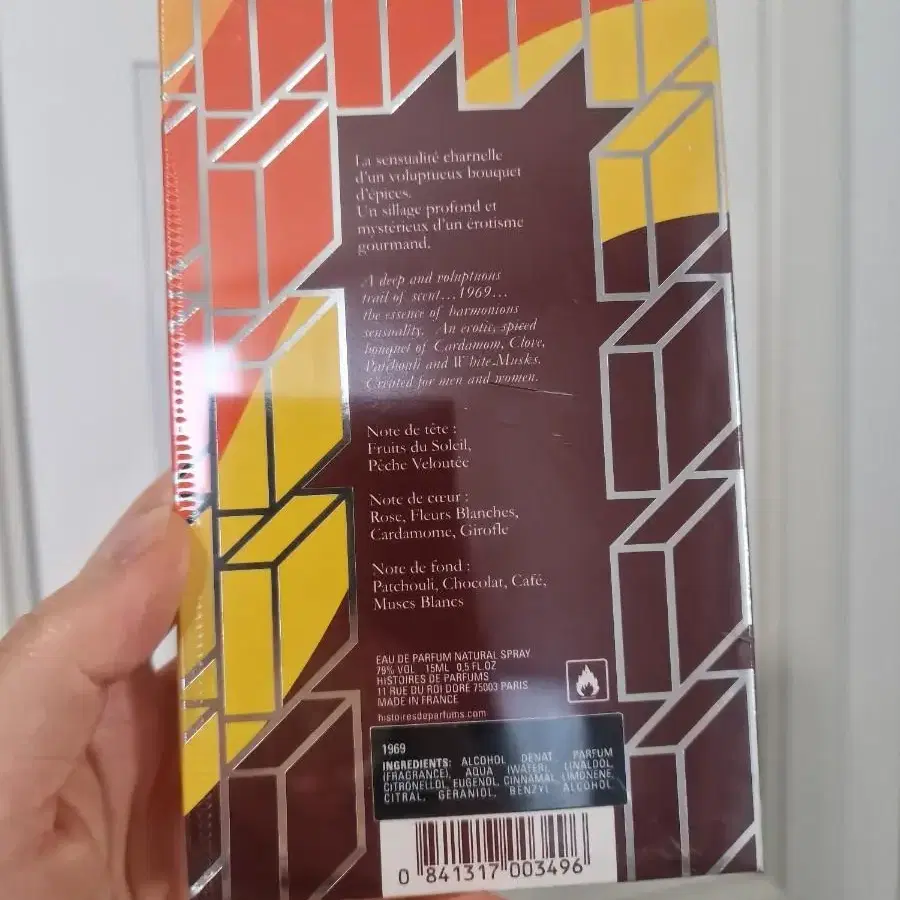 La sensualité charnelle
d'un voluptueux bouquet
d'épices.
Un sillage profond et
mystérieux d'un érotisme
gourmand.
A deep and voluptuous
trail of scent...1969...
the essence of harmonious
sensuality. An erotic, spiced
bouquet of Cardamom, Clove,
Patchouli and White Musks.
Created for men and women.
Note de tête :
Fruits du Soleil,
Pêche Veloutée
Note de cœur :
Rose, Fleurs Blanches,
Cardamome, Girofle
Note de fond :
Patchouli, Chocolat, Café,
Muscs Blancs
EAU DE PARFUM NATURAL SPRAY
79% VOL 15ML 0,5 FL OZ
HISTOIRES DE PARFUMS
11 RUE DU ROI DORE 75003 PARIS
MADE IN FRANCE
histoiresdeparfums.com
1969
INGREDIENTS: ALCOHOL DENAT, PARFUM
(FRAGRANCE), AQUA (WATER), LINALOOL,
CITRONELLOL, EUGENOL, CINNAMAL, LIMONENE,
CITRAL, GERANIOL, BENZYL ALCOHOL
0 841317 003496